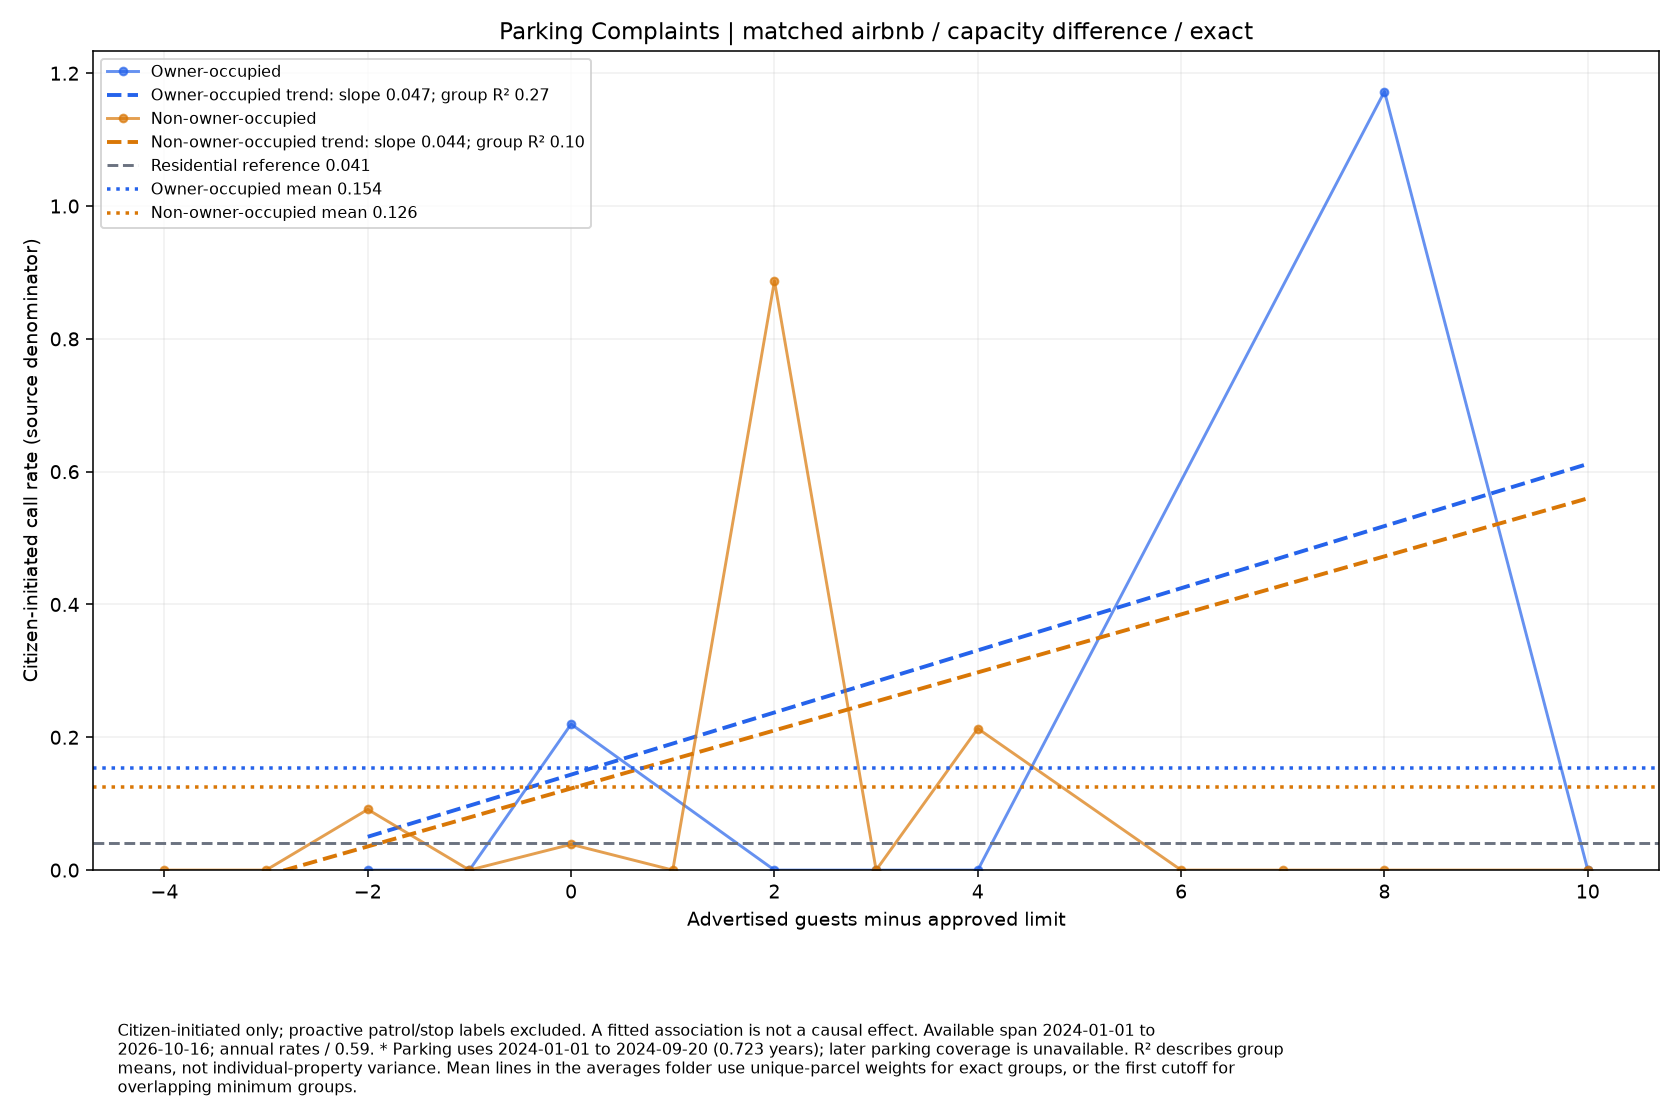 Parking Complaints | matched airbnb / capacity difference / exact
Owner-occupied
Owner-occupied trend: slope 0.047; group R² 0.27
Non-owner-occupied
Non-owner-occupied trend: slope 0.044; group R² 0.10
Residential reference 0.041
Owner-occupied mean 0.154
Non-owner-occupied mean 0.126
Citizen-initiated call rate (source denominator)
1.2
1.0
0.8
0.6
0.4
0.2
0.0
−4 −2 0 2 4 6 8 10
Advertised guests minus approved limit
Citizen-initiated only; proactive patrol/stop labels excluded. A fitted association is not a causal effect. Available span 2024-01-01 to
2026-10-16; annual rates / 0.59. * Parking uses 2024-01-01 to 2024-09-20 (0.723 years); later parking coverage is unavailable. R² describes group
means, not individual-property variance. Mean lines in the averages folder use unique-parcel weights for exact groups, or the first cutoff for
overlapping minimum groups.